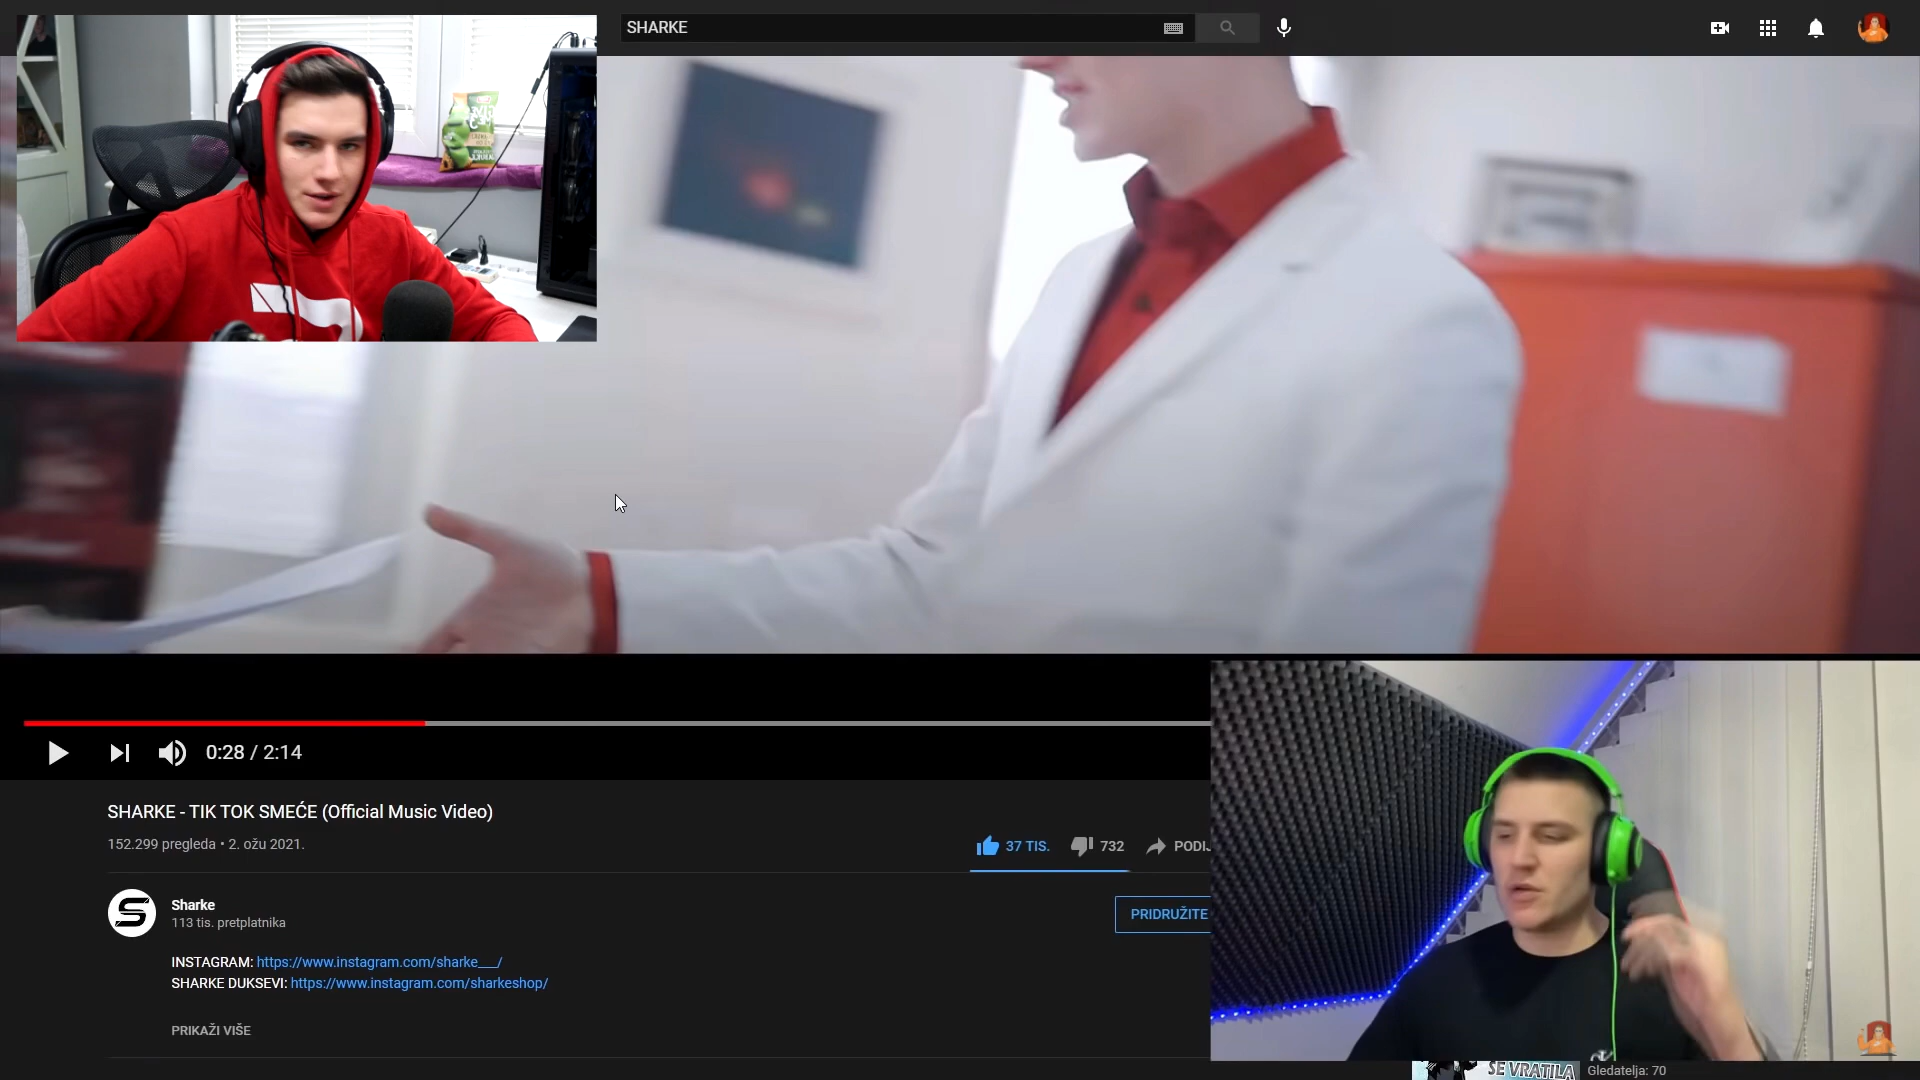 SHARKE
0:28 / 2:14
SHARKE - TIK TOK SMEĆE (Official Music Video)
152.299 pregleda • 2. ožu 2021.
37 TIS.
732
PODIJ
Sharke
113 tis. pretplatnika
PRIDRUŽITE
INSTAGRAM: https://www.instagram.com/sharke___/
SHARKE DUKSEVI: https://www.instagram.com/sharkeshop/
PRIKAŽI VIŠE
SE VRATILA
Gledatelja: 70